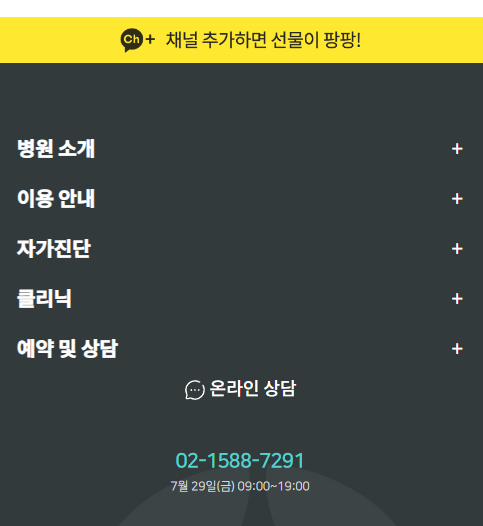 Ch+ 채널 추가하면 선물이 팡팡!
병원 소개 +
이용 안내 +
자가진단 +
클리닉 +
예약 및 상담 +
온라인 상담
02-1588-7291
7월 29일(금) 09:00~19:00